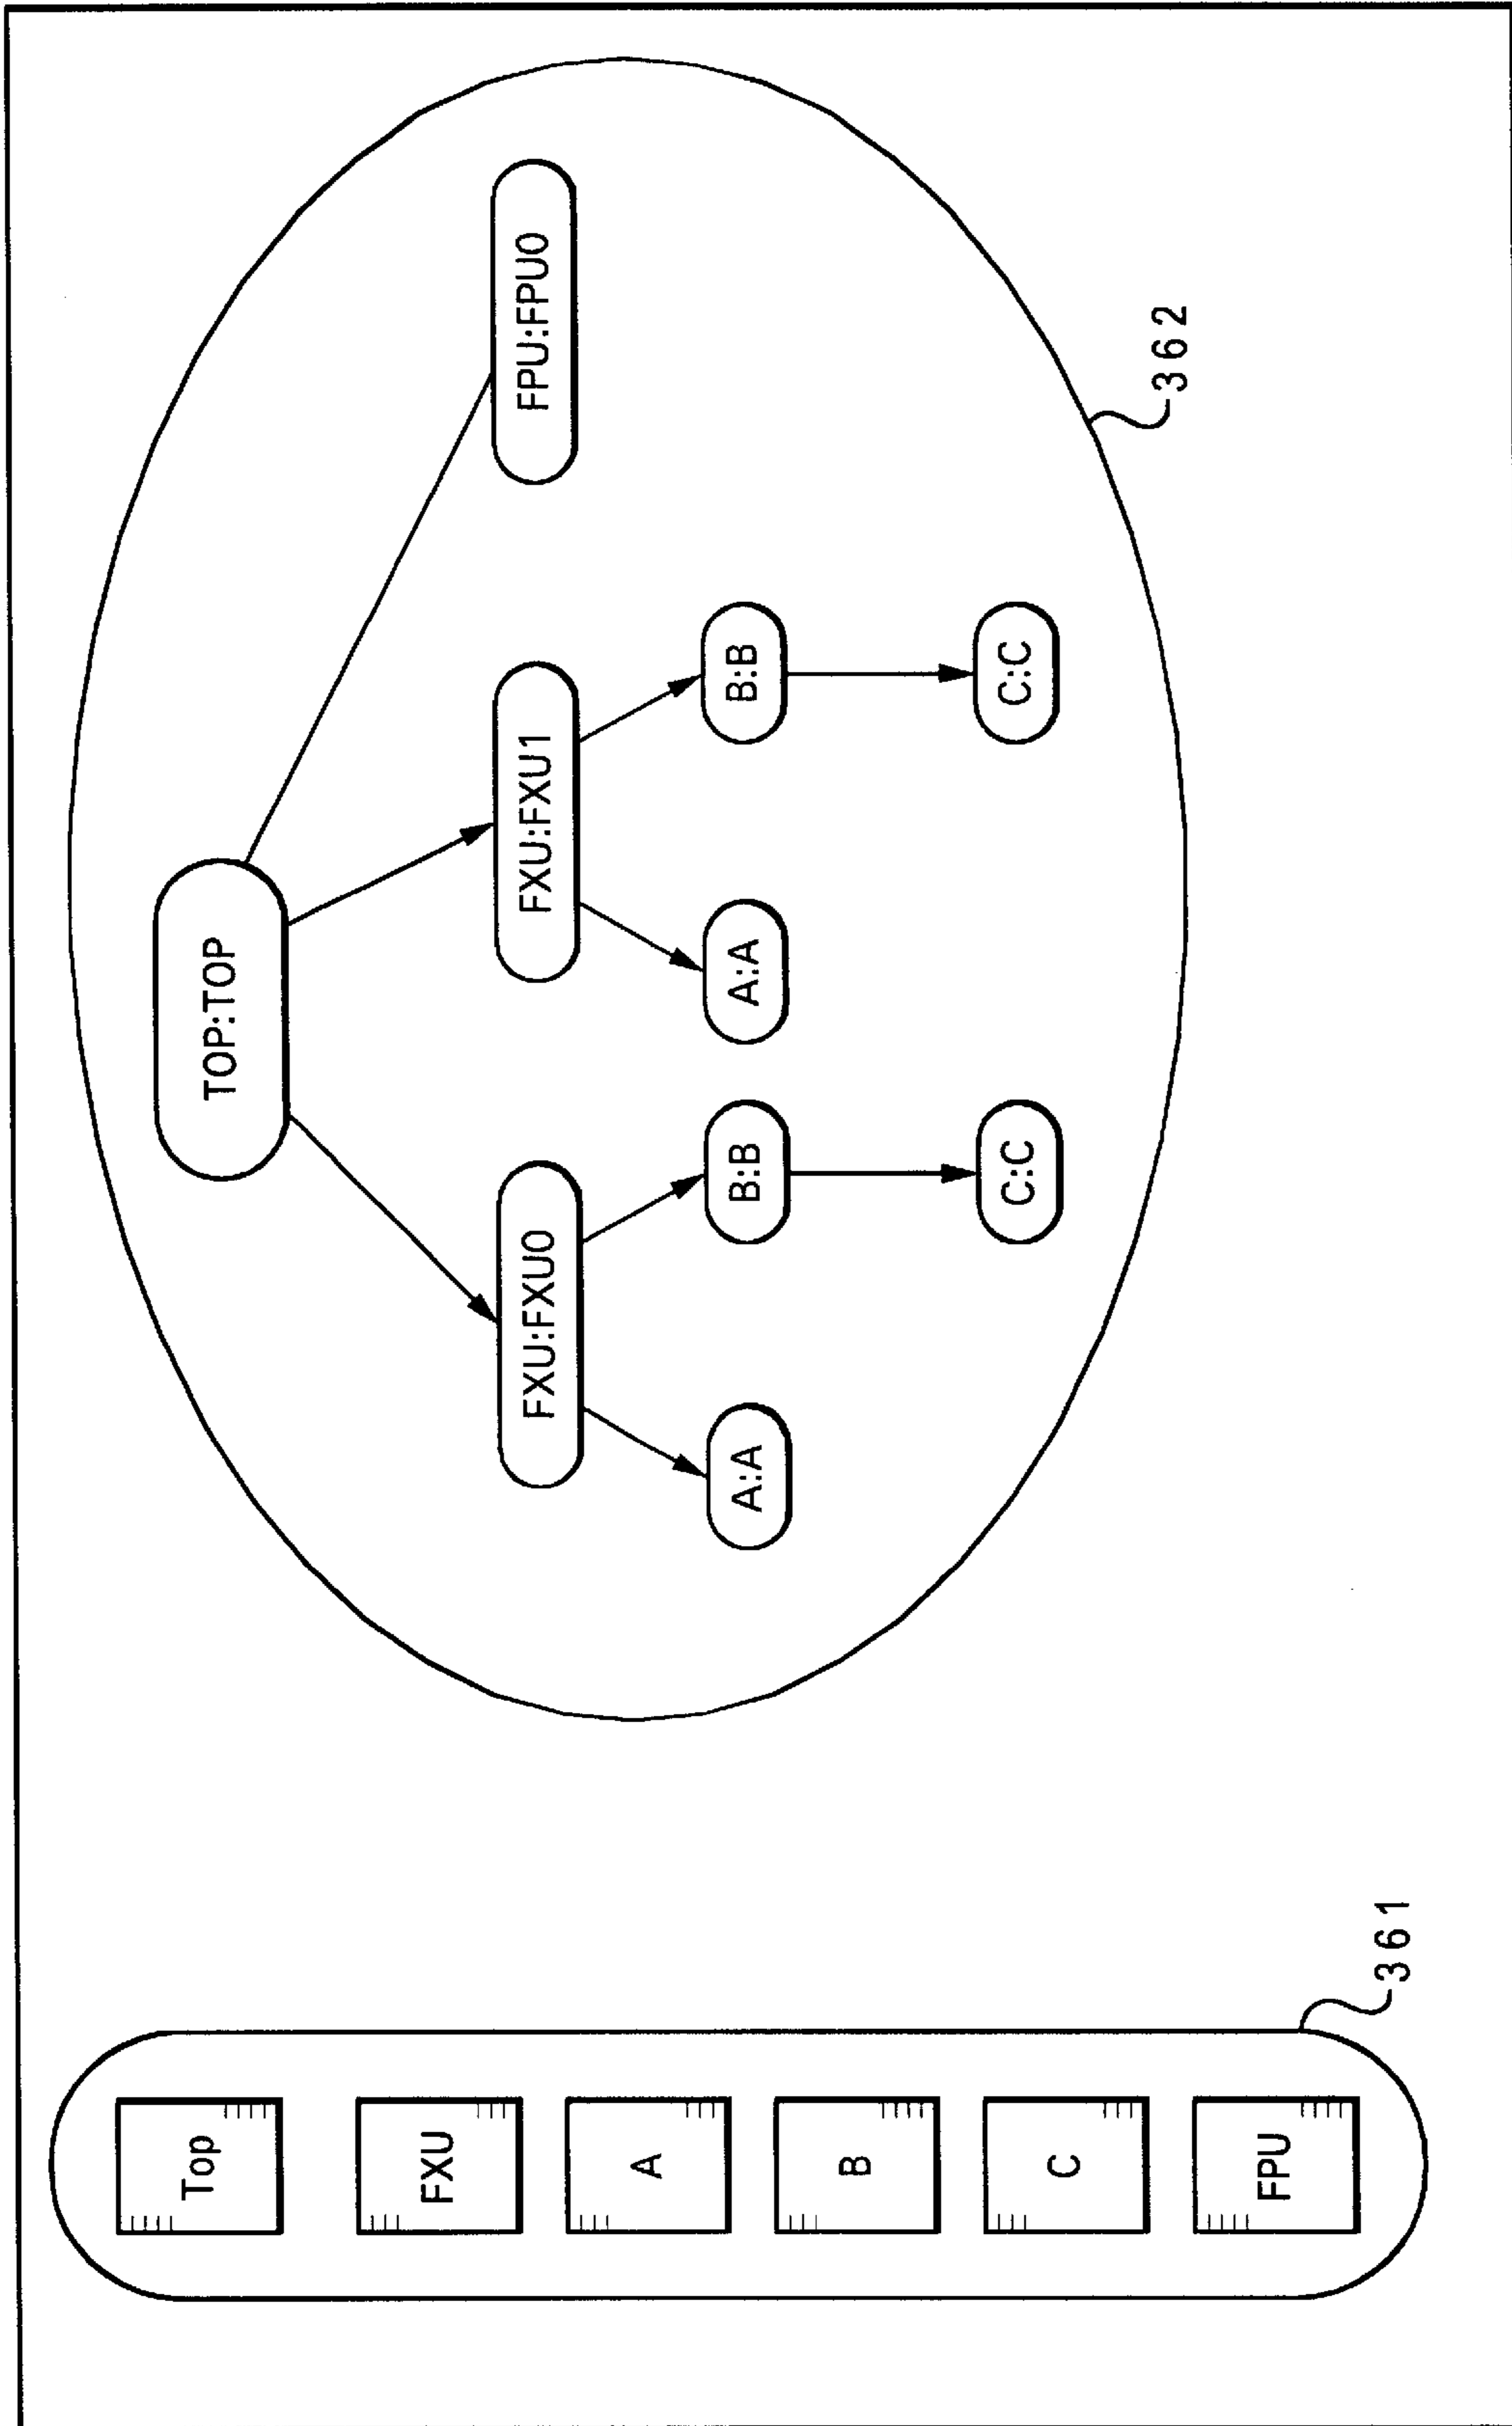 Top
FXU
A
B
C
FPU
361
TOP:TOP
FXU:FXU0
FXU:FXU1
FPU:FPU0
A:A
B:B
A:A
B:B
C:C
C:C
362